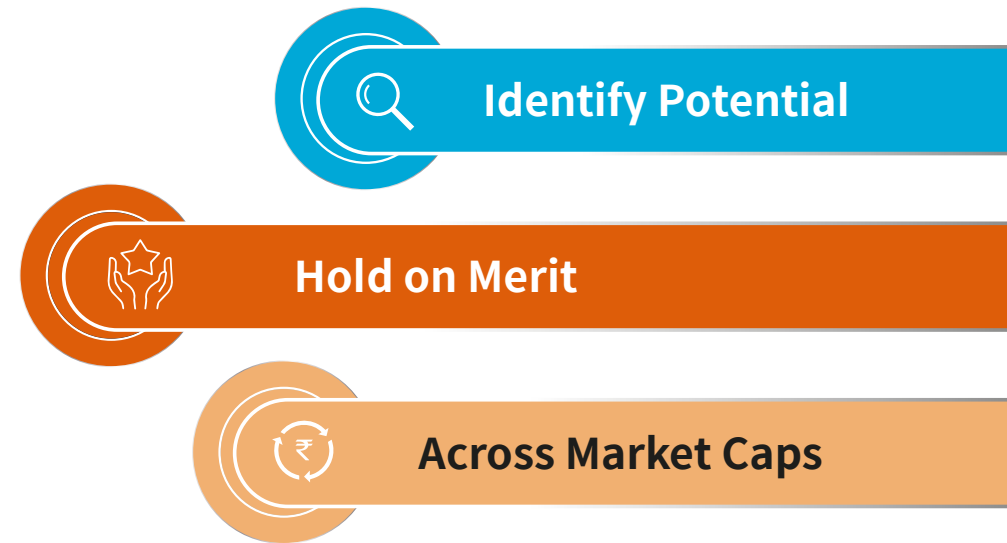 Identify Potential
Hold on Merit
₹
Across Market Caps